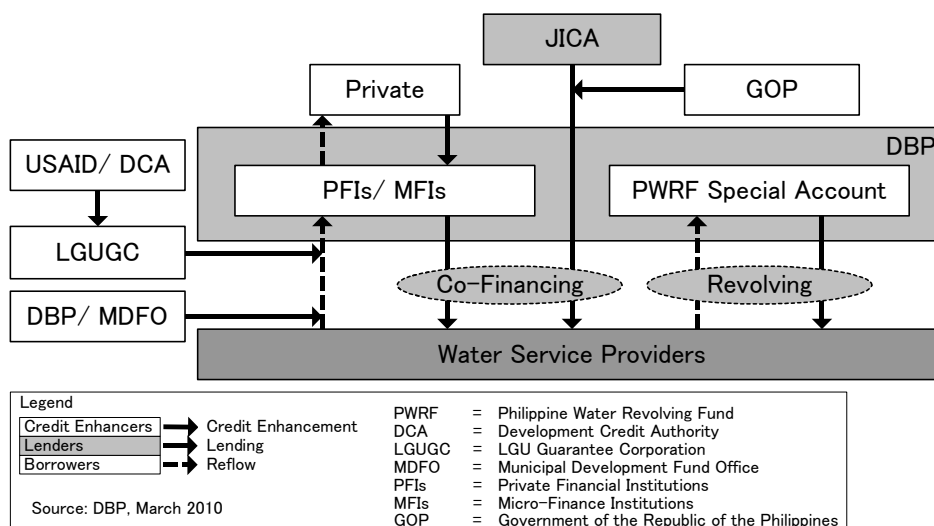 JICA
Private
GOP
DBP
USAID/ DCA
PFIs/ MFIs
PWRF Special Account
LGUGC
Co-Financing
Revolving
DBP/ MDFO
Water Service Providers
Legend
Credit Enhancers
Credit Enhancement
Lenders
Lending
Borrowers
Reflow
Source: DBP, March 2010
PWRF = Philippine Water Revolving Fund
DCA = Development Credit Authority
LGUGC = LGU Guarantee Corporation
MDFO = Municipal Development Fund Office
PFIs = Private Financial Institutions
MFIs = Micro-Finance Institutions
GOP = Government of the Republic of the Philippines